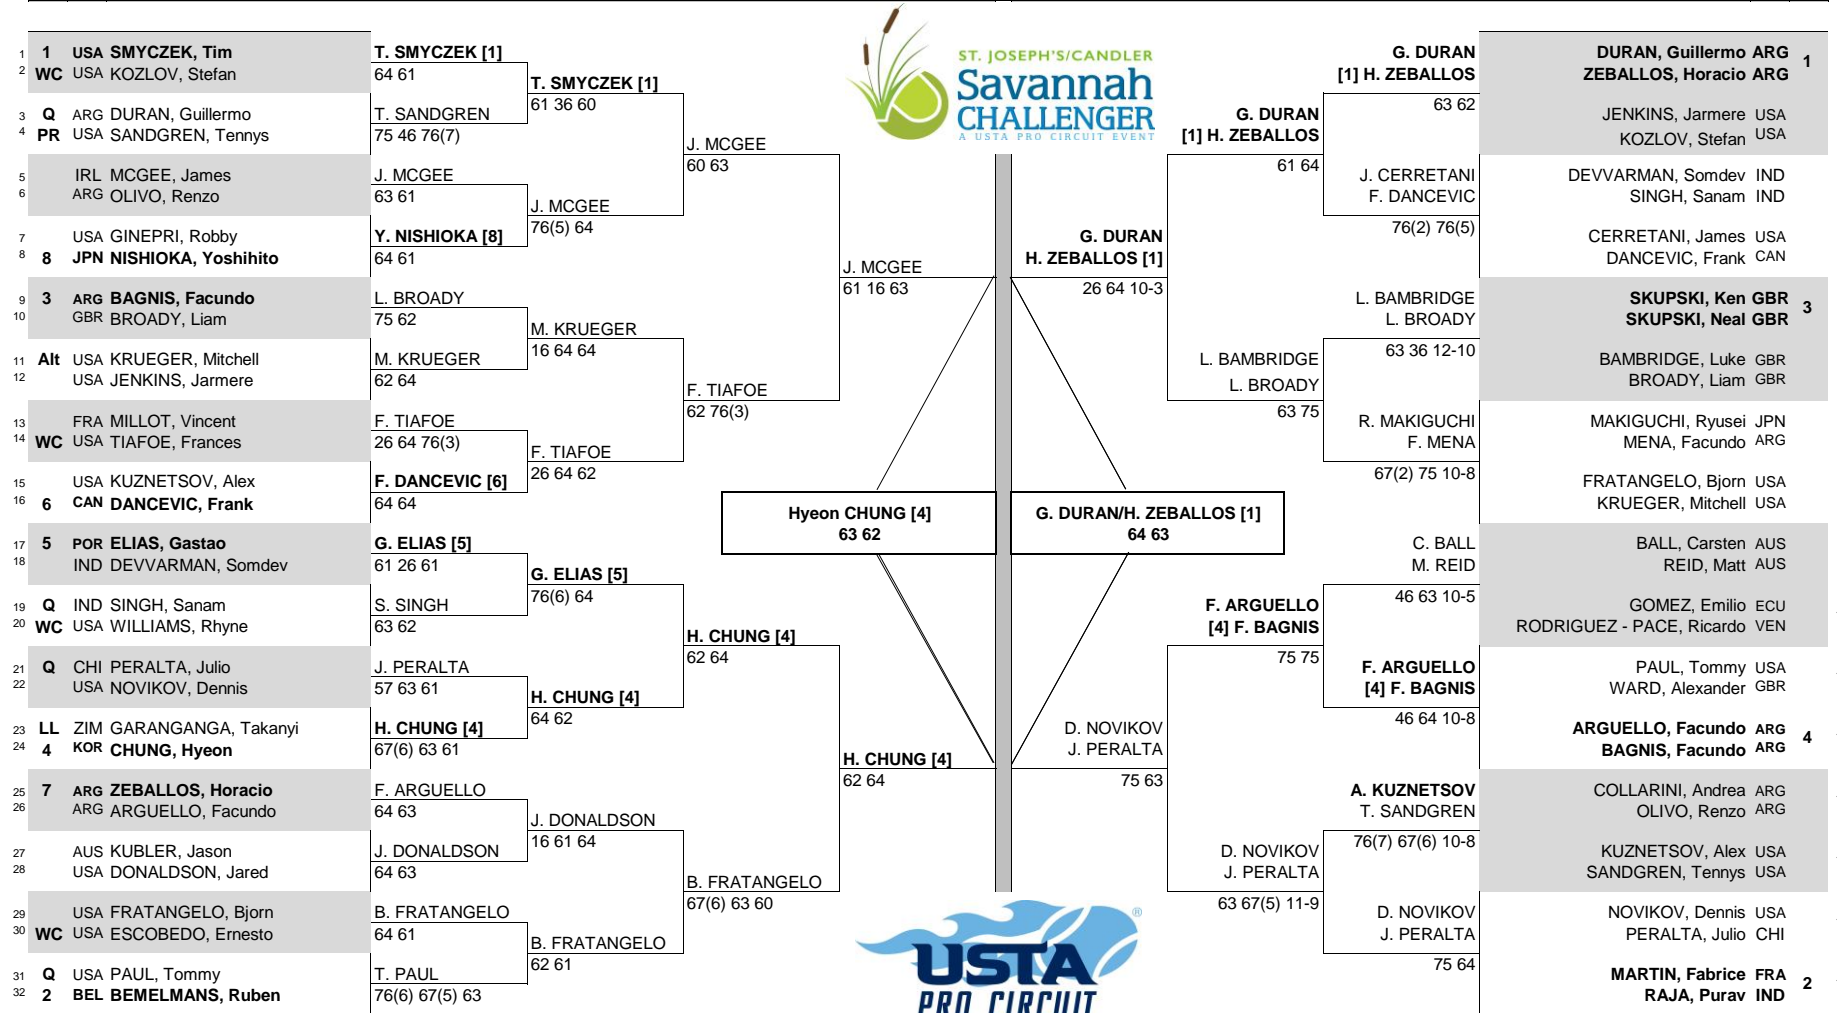 1 1 USA SMYCZEK, Tim
2 WC USA KOZLOV, Stefan
3 Q ARG DURAN, Guillermo
4 PR USA SANDGREN, Tennys
5 IRL MCGEE, James
6 ARG OLIVO, Renzo
7 USA GINEPRI, Robby
8 8 JPN NISHIOKA, Yoshihito
9 3 ARG BAGNIS, Facundo
10 GBR BROADY, Liam
11 Alt USA KRUEGER, Mitchell
12 USA JENKINS, Jarmere
13 FRA MILLOT, Vincent
14 WC USA TIAFOE, Frances
15 USA KUZNETSOV, Alex
16 6 CAN DANCEVIC, Frank
17 5 POR ELIAS, Gastao
18 IND DEVVARMAN, Somdev
19 Q IND SINGH, Sanam
20 WC USA WILLIAMS, Rhyne
21 Q CHI PERALTA, Julio
22 USA NOVIKOV, Dennis
23 LL ZIM GARANGANGA, Takanyi
24 4 KOR CHUNG, Hyeon
25 7 ARG ZEBALLOS, Horacio
26 ARG ARGUELLO, Facundo
27 AUS KUBLER, Jason
28 USA DONALDSON, Jared
29 USA FRATANGELO, Bjorn
30 WC USA ESCOBEDO, Ernesto
31 Q USA PAUL, Tommy
32 2 BEL BEMELMANS, Ruben
T. SMYCZEK [1]
64 61
T. SANDGREN
75 46 76(7)
J. MCGEE
63 61
Y. NISHIOKA [8]
64 61
L. BROADY
75 62
M. KRUEGER
62 64
F. TIAFOE
26 64 76(3)
F. DANCEVIC [6]
64 64
G. ELIAS [5]
61 26 61
S. SINGH
63 62
J. PERALTA
57 63 61
H. CHUNG [4]
67(6) 63 61
F. ARGUELLO
64 63
J. DONALDSON
64 63
B. FRATANGELO
64 61
T. PAUL
76(6) 67(5) 63
T. SMYCZEK [1]
61 36 60
J. MCGEE
76(5) 64
M. KRUEGER
16 64 64
F. TIAFOE
26 64 62
G. ELIAS [5]
76(6) 64
H. CHUNG [4]
64 62
J. DONALDSON
16 61 64
B. FRATANGELO
62 61
J. MCGEE
60 63
F. TIAFOE
62 76(3)
H. CHUNG [4]
62 64
B. FRATANGELO
67(6) 63 60
J. MCGEE
61 16 63
H. CHUNG [4]
62 64
Hyeon CHUNG [4]
63 62
ST. JOSEPH'S/CANDLER
Savannah
CHALLENGER
A USTA PRO CIRCUIT EVENT
G. DURAN/H. ZEBALLOS [1]
64 63
G. DURAN
H. ZEBALLOS [1]
26 64 10-3
D. NOVIKOV
J. PERALTA
75 63
G. DURAN
[1] H. ZEBALLOS
61 64
L. BAMBRIDGE
L. BROADY
63 75
F. ARGUELLO
[4] F. BAGNIS
75 75
D. NOVIKOV
J. PERALTA
63 67(5) 11-9
G. DURAN
[1] H. ZEBALLOS
63 62
J. CERRETANI
F. DANCEVIC
76(2) 76(5)
L. BAMBRIDGE
L. BROADY
63 36 12-10
R. MAKIGUCHI
F. MENA
67(2) 75 10-8
C. BALL
M. REID
46 63 10-5
F. ARGUELLO
[4] F. BAGNIS
46 64 10-8
A. KUZNETSOV
T. SANDGREN
76(7) 67(6) 10-8
D. NOVIKOV
J. PERALTA
75 64
DURAN, Guillermo ARG 1
ZEBALLOS, Horacio ARG
JENKINS, Jarmere USA
KOZLOV, Stefan USA
DEVVARMAN, Somdev IND
SINGH, Sanam IND
CERRETANI, James USA
DANCEVIC, Frank CAN
SKUPSKI, Ken GBR 3
SKUPSKI, Neal GBR
BAMBRIDGE, Luke GBR
BROADY, Liam GBR
MAKIGUCHI, Ryusei JPN
MENA, Facundo ARG
FRATANGELO, Bjorn USA
KRUEGER, Mitchell USA
BALL, Carsten AUS
REID, Matt AUS
GOMEZ, Emilio ECU
RODRIGUEZ - PACE, Ricardo VEN
PAUL, Tommy USA
WARD, Alexander GBR
ARGUELLO, Facundo ARG 4
BAGNIS, Facundo ARG
COLLARINI, Andrea ARG
OLIVO, Renzo ARG
KUZNETSOV, Alex USA
SANDGREN, Tennys USA
NOVIKOV, Dennis USA
PERALTA, Julio CHI
MARTIN, Fabrice FRA 2
RAJA, Purav IND
®
USTA
PRO CIRCUIT